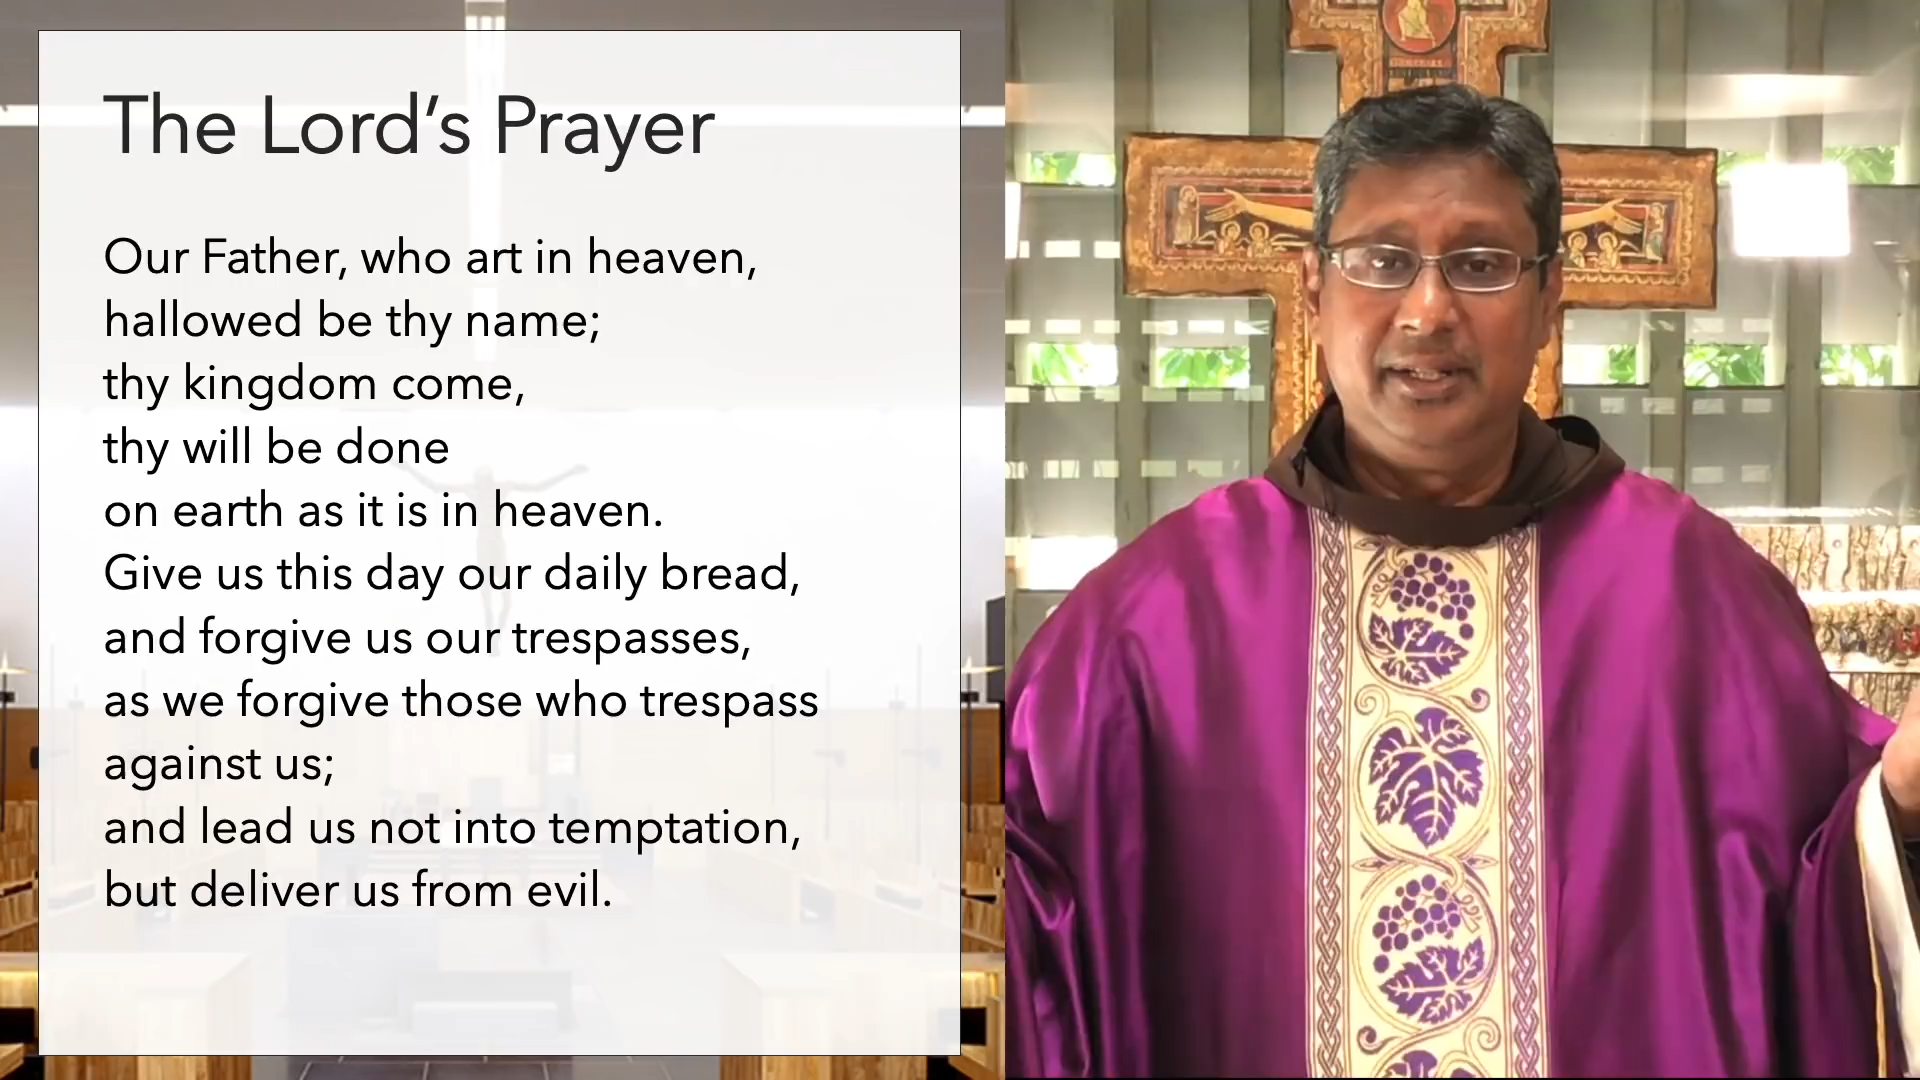 The Lord’s Prayer
Our Father, who art in heaven,
hallowed be thy name;
thy kingdom come,
thy will be done
on earth as it is in heaven.
Give us this day our daily bread,
and forgive us our trespasses,
as we forgive those who trespass
against us;
and lead us not into temptation,
but deliver us from evil.